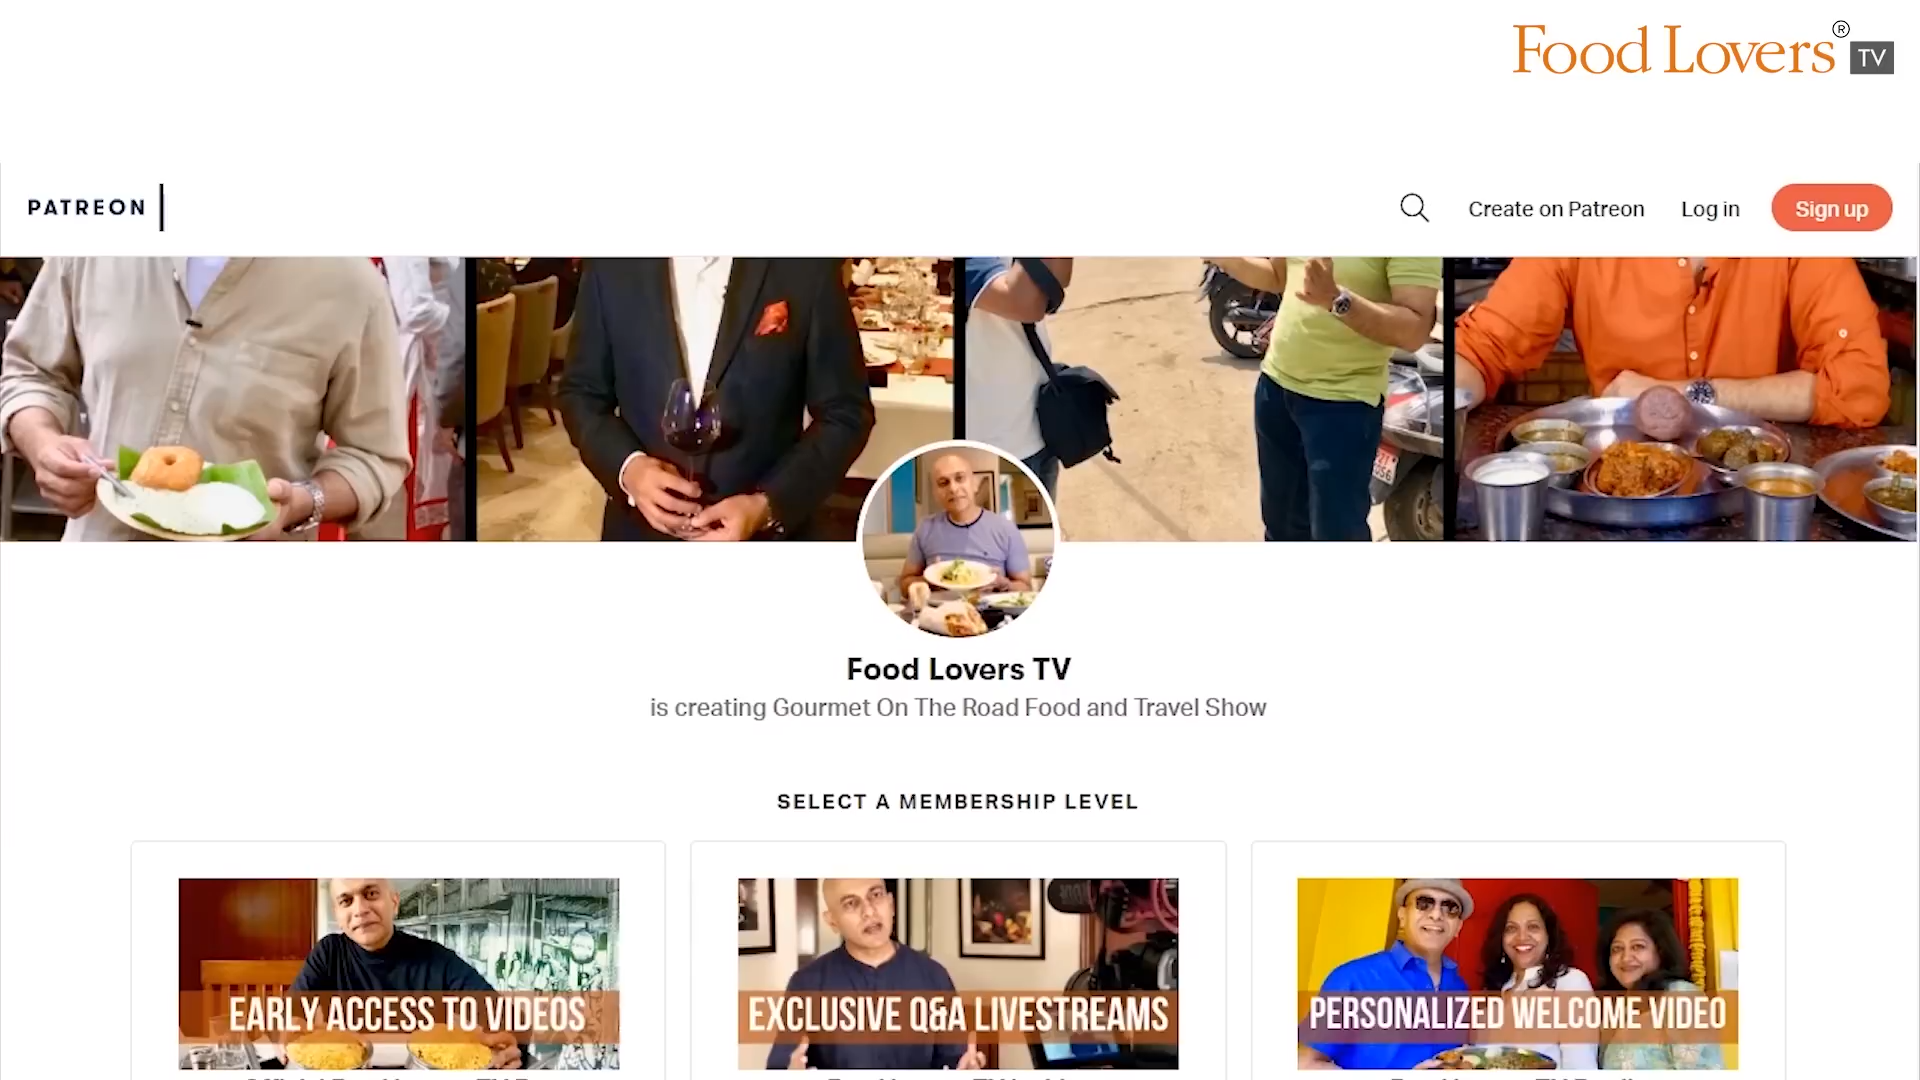 Food Lovers®
TV
PATREON
Create on Patreon
Log in
Sign up
Food Lovers TV
is creating Gourmet On The Road Food and Travel Show
SELECT A MEMBERSHIP LEVEL
EARLY ACCESS TO VIDEOS
EXCLUSIVE Q&A LIVESTREAMS
PERSONALIZED WELCOME VIDEO